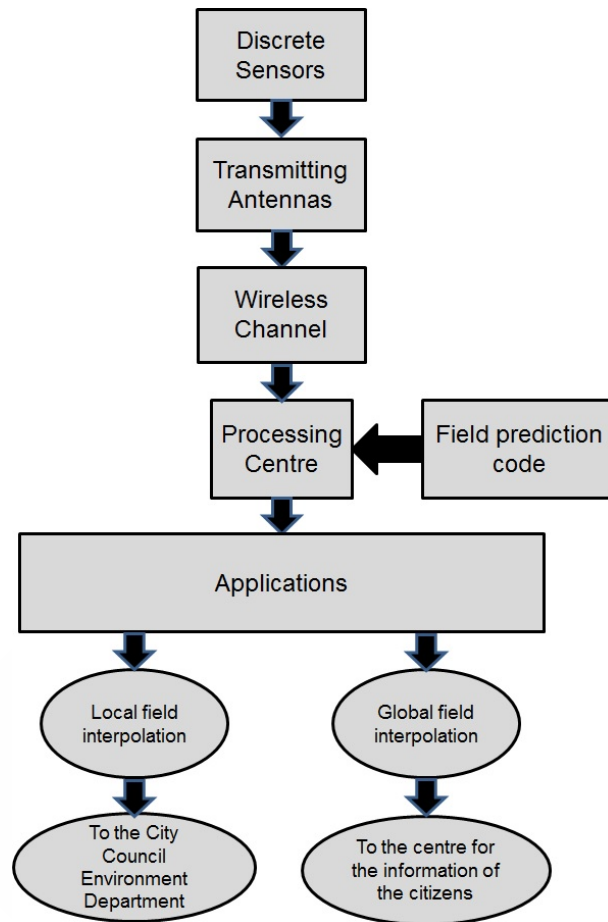 Discrete
Sensors
Transmitting
Antennas
Wireless
Channel
Processing
Centre
Field prediction
code
Applications
Local field
interpolation
Global field
interpolation
To the City
Council
Environment
Department
To the centre for
the information of
the citizens